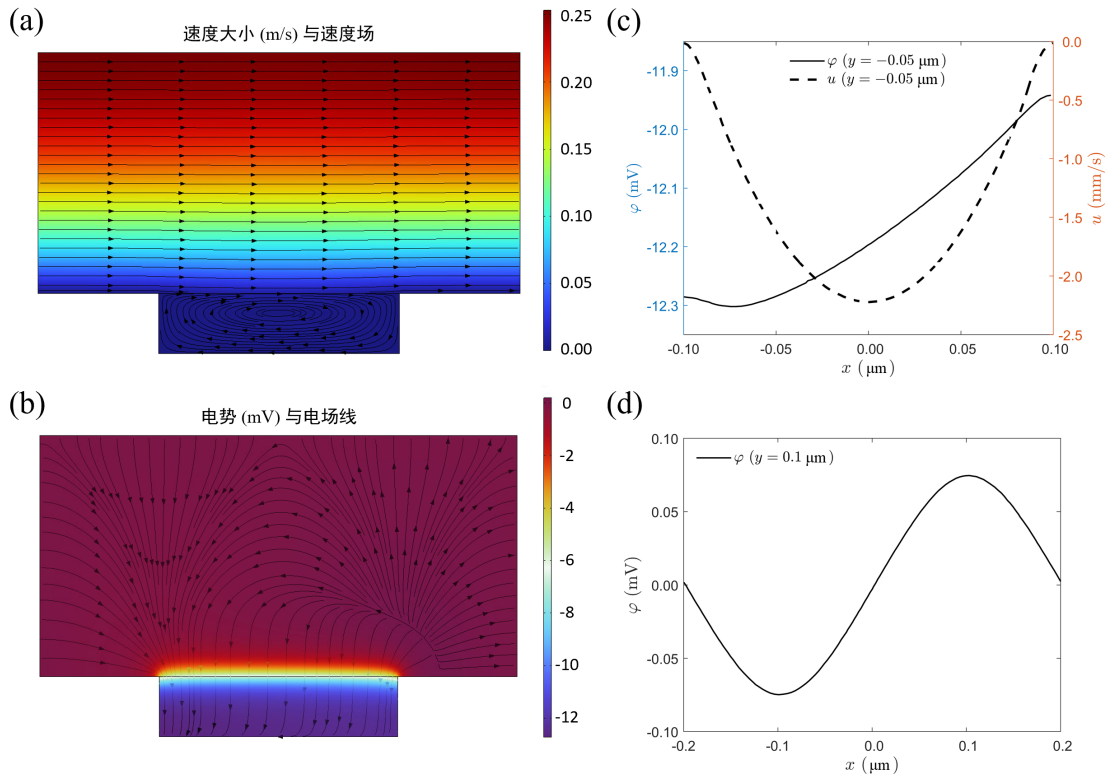 (a)
速度大小 (m/s) 与速度场
0.25
0.20
0.15
0.10
0.05
0.00
(b)
电势 (mV) 与电场线
0
-2
-4
-6
-8
-10
-12
(c)
φ (y = −0.05 μm)
u (y = −0.05 μm)
-11.9
-12.0
-12.1
-12.2
-12.3
φ (mV)
0.0
-0.5
-1.0
-1.5
-2.0
-2.5
u (mm/s)
-0.10
-0.05
0.00
0.05
0.10
x (μm)
(d)
φ (y = 0.1 μm)
0.10
0.05
0.00
-0.05
-0.10
φ (mV)
-0.2
-0.1
0.0
0.1
0.2
x (μm)